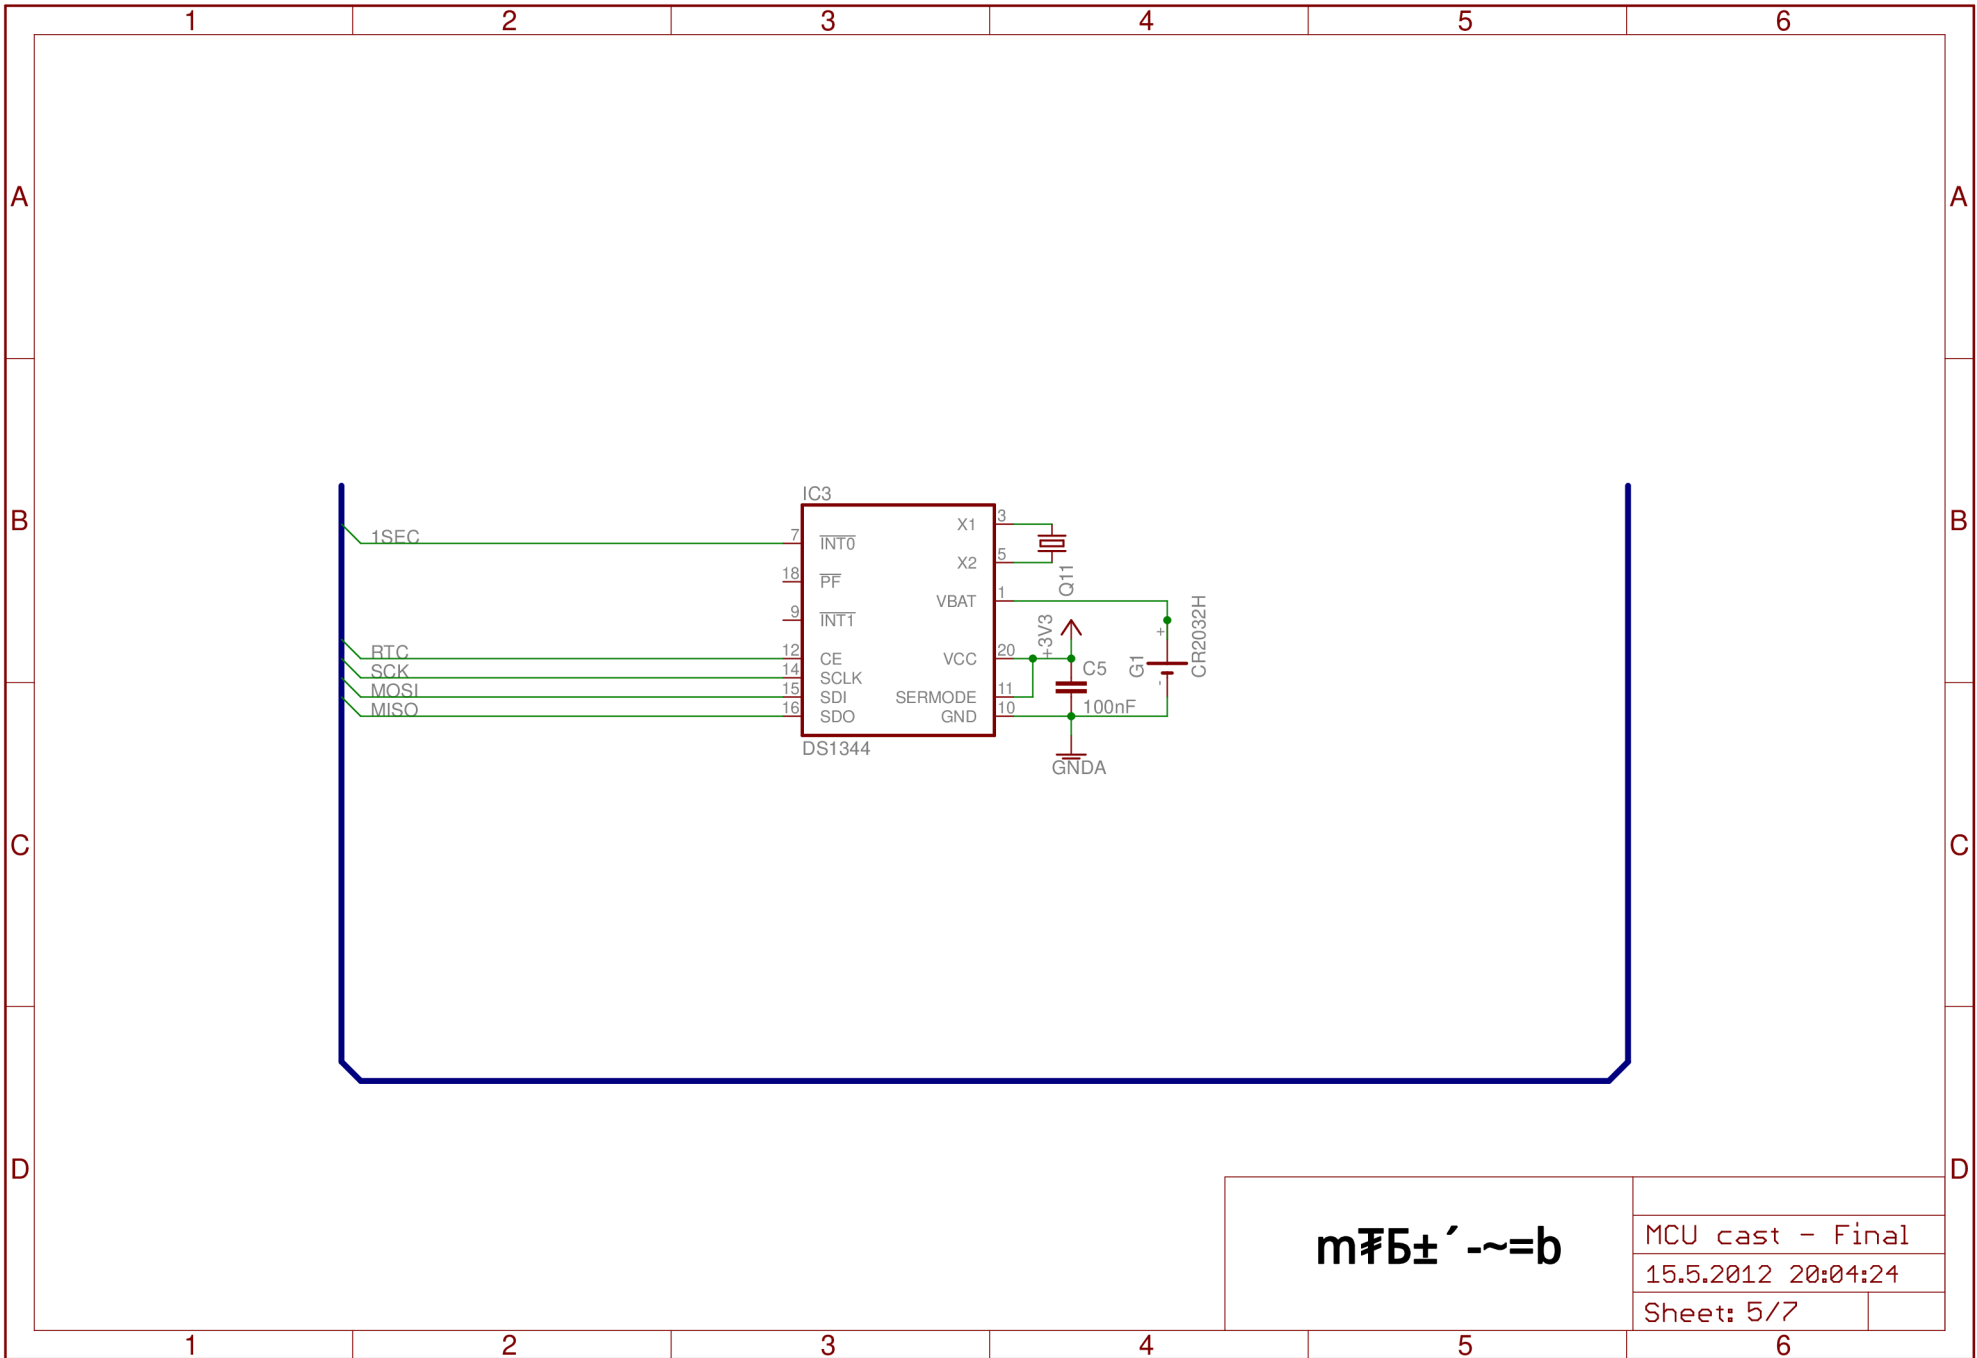 1 2 3 4 5 6
A A
B B
C C
D D
IC3
1SEC
7 INT0
18 PF
9 INT1
RTC 12 CE
SCK 14 SCLK
MOSI 15 SDI
MISO 16 SDO
X1 3
X2 5
VBAT 1
VCC 20
SERMODE 11
GND 10
DS1344
Q11
+3V3
C5
100nF
GNDA
+
-
G1
CR2032H
m₮Б±´-~=b
MCU cast - Final
15.5.2012 20:04:24
Sheet: 5/7
1 2 3 4 5 6